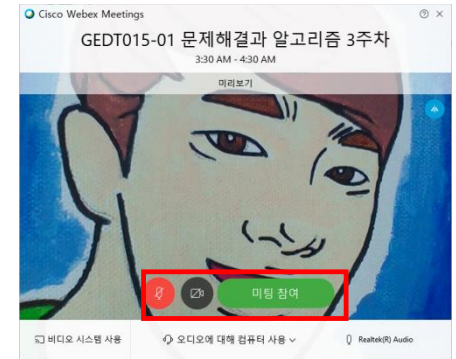 Cisco Webex Meetings
GEDT015-01 문제해결과 알고리즘 3주차
3:30 AM - 4:30 AM
미리보기
미팅 참여
비디오 시스템 사용
오디오에 대해 컴퓨터 사용
Realtek(R) Audio